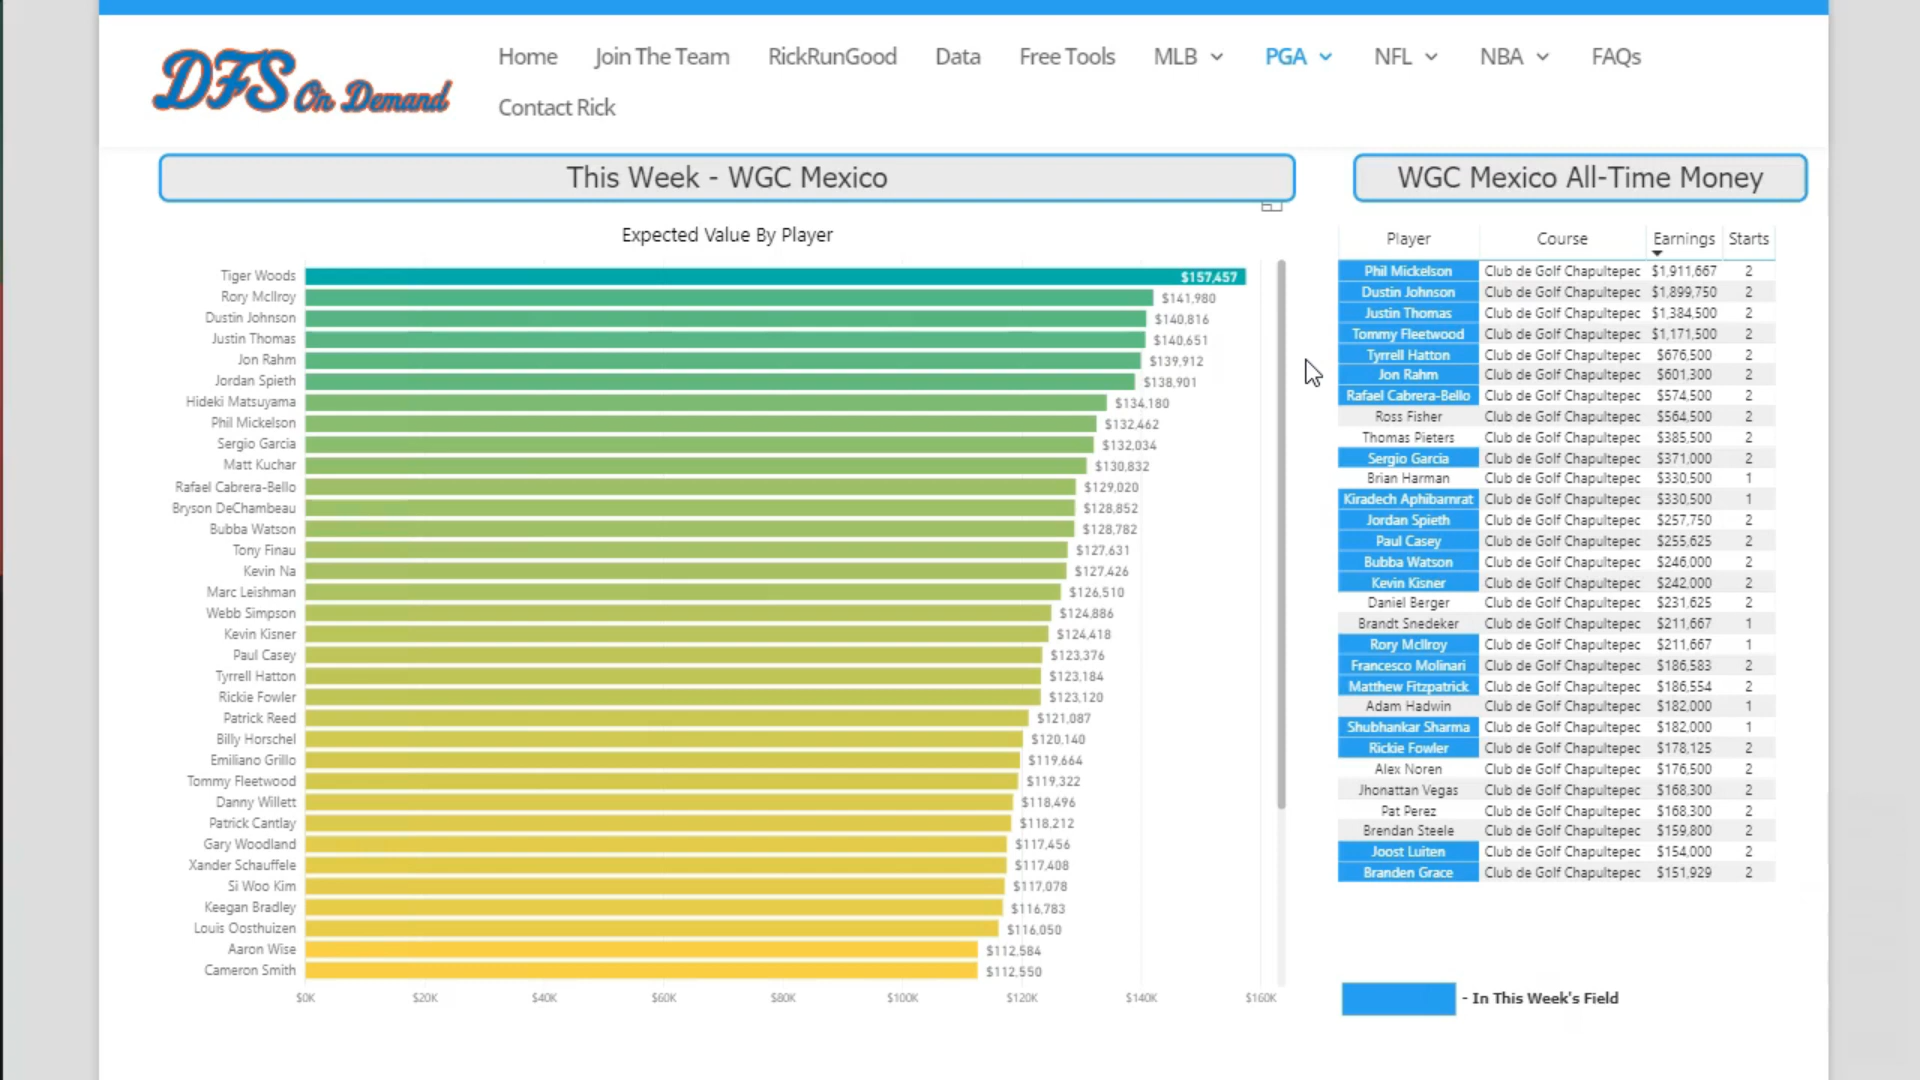 DFS On Demand
Home Join The Team RickRunGood Data Free Tools MLB PGA NFL NBA FAQs
Contact Rick
This Week - WGC Mexico
Expected Value By Player
Tiger Woods $157,457
Rory McIlroy $141,980
Dustin Johnson $140,816
Justin Thomas $140,651
Jon Rahm $139,912
Jordan Spieth $138,901
Hideki Matsuyama $134,180
Phil Mickelson $132,462
Sergio Garcia $132,034
Matt Kuchar $130,832
Rafael Cabrera-Bello $129,020
Bryson DeChambeau $128,852
Bubba Watson $128,782
Tony Finau $127,631
Kevin Na $127,426
Marc Leishman $126,510
Webb Simpson $124,886
Kevin Kisner $124,418
Paul Casey $123,376
Tyrrell Hatton $123,184
Rickie Fowler $123,120
Patrick Reed $121,087
Billy Horschel $120,140
Emiliano Grillo $119,664
Tommy Fleetwood $119,322
Danny Willett $118,496
Patrick Cantlay $118,212
Gary Woodland $117,456
Xander Schauffele $117,408
Si Woo Kim $117,078
Keegan Bradley $116,783
Louis Oosthuizen $116,050
Aaron Wise $112,584
Cameron Smith $112,550
$0K $20K $40K $60K $80K $100K $120K $140K $160K
WGC Mexico All-Time Money
Player Course Earnings Starts
Phil Mickelson Club de Golf Chapultepec $1,911,667 2
Dustin Johnson Club de Golf Chapultepec $1,899,750 2
Justin Thomas Club de Golf Chapultepec $1,384,500 2
Tommy Fleetwood Club de Golf Chapultepec $1,171,500 2
Tyrrell Hatton Club de Golf Chapultepec $676,500 2
Jon Rahm Club de Golf Chapultepec $601,300 2
Rafael Cabrera-Bello Club de Golf Chapultepec $574,500 2
Ross Fisher Club de Golf Chapultepec $564,500 2
Thomas Pieters Club de Golf Chapultepec $385,500 2
Sergio Garcia Club de Golf Chapultepec $371,000 2
Brian Harman Club de Golf Chapultepec $330,500 1
Kiradech Aphibarnrat Club de Golf Chapultepec $330,500 1
Jordan Spieth Club de Golf Chapultepec $257,750 2
Paul Casey Club de Golf Chapultepec $255,625 2
Bubba Watson Club de Golf Chapultepec $246,000 2
Kevin Kisner Club de Golf Chapultepec $242,000 2
Daniel Berger Club de Golf Chapultepec $231,625 2
Brandt Snedeker Club de Golf Chapultepec $211,667 1
Rory McIlroy Club de Golf Chapultepec $211,667 1
Francesco Molinari Club de Golf Chapultepec $186,583 2
Matthew Fitzpatrick Club de Golf Chapultepec $186,554 2
Adam Hadwin Club de Golf Chapultepec $182,000 1
Shubhankar Sharma Club de Golf Chapultepec $182,000 1
Rickie Fowler Club de Golf Chapultepec $178,125 2
Alex Noren Club de Golf Chapultepec $176,500 2
Jhonattan Vegas Club de Golf Chapultepec $168,300 2
Pat Perez Club de Golf Chapultepec $168,300 2
Brendan Steele Club de Golf Chapultepec $159,800 2
Joost Luiten Club de Golf Chapultepec $154,000 2
Branden Grace Club de Golf Chapultepec $151,929 2
- In This Week's Field